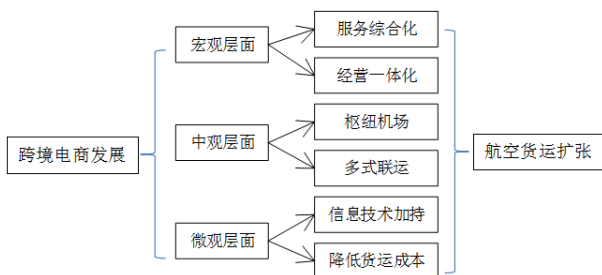 跨境电商发展
宏观层面
服务综合化
经营一体化
中观层面
枢纽机场
多式联运
微观层面
信息技术加持
降低货运成本
航空货运扩张